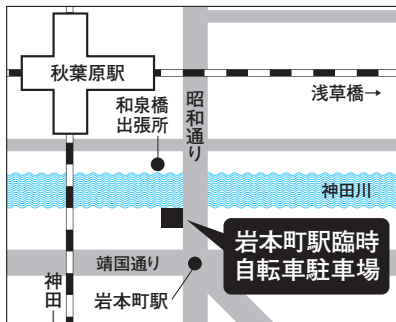 秋葉原駅
浅草橋→
昭和通り
和泉橋
出張所
神田川
岩本町駅臨時
自転車駐車場
靖国通り
岩本町駅
神田↓